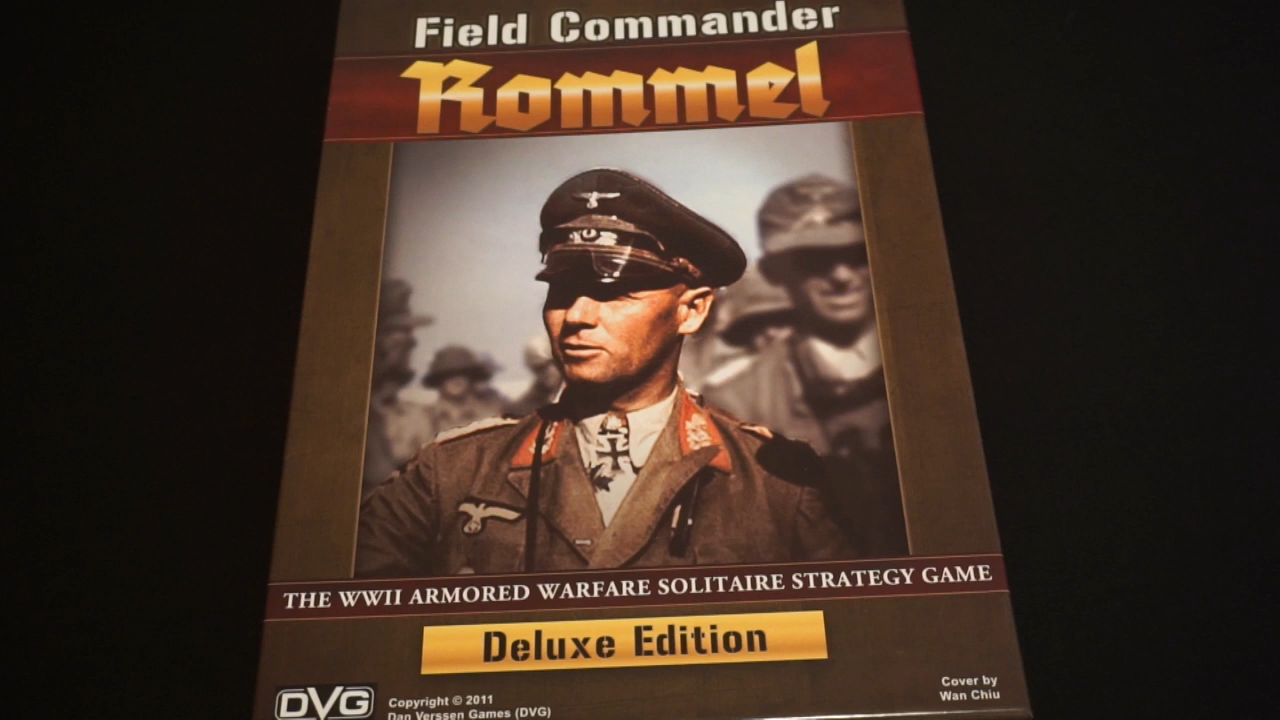 Field Commander
Rommel
THE WWII ARMORED WARFARE SOLITAIRE STRATEGY GAME
Deluxe Edition
DVG
Copyright © 2011
Dan Verssen Games (DVG)
Cover by
Wan Chiu